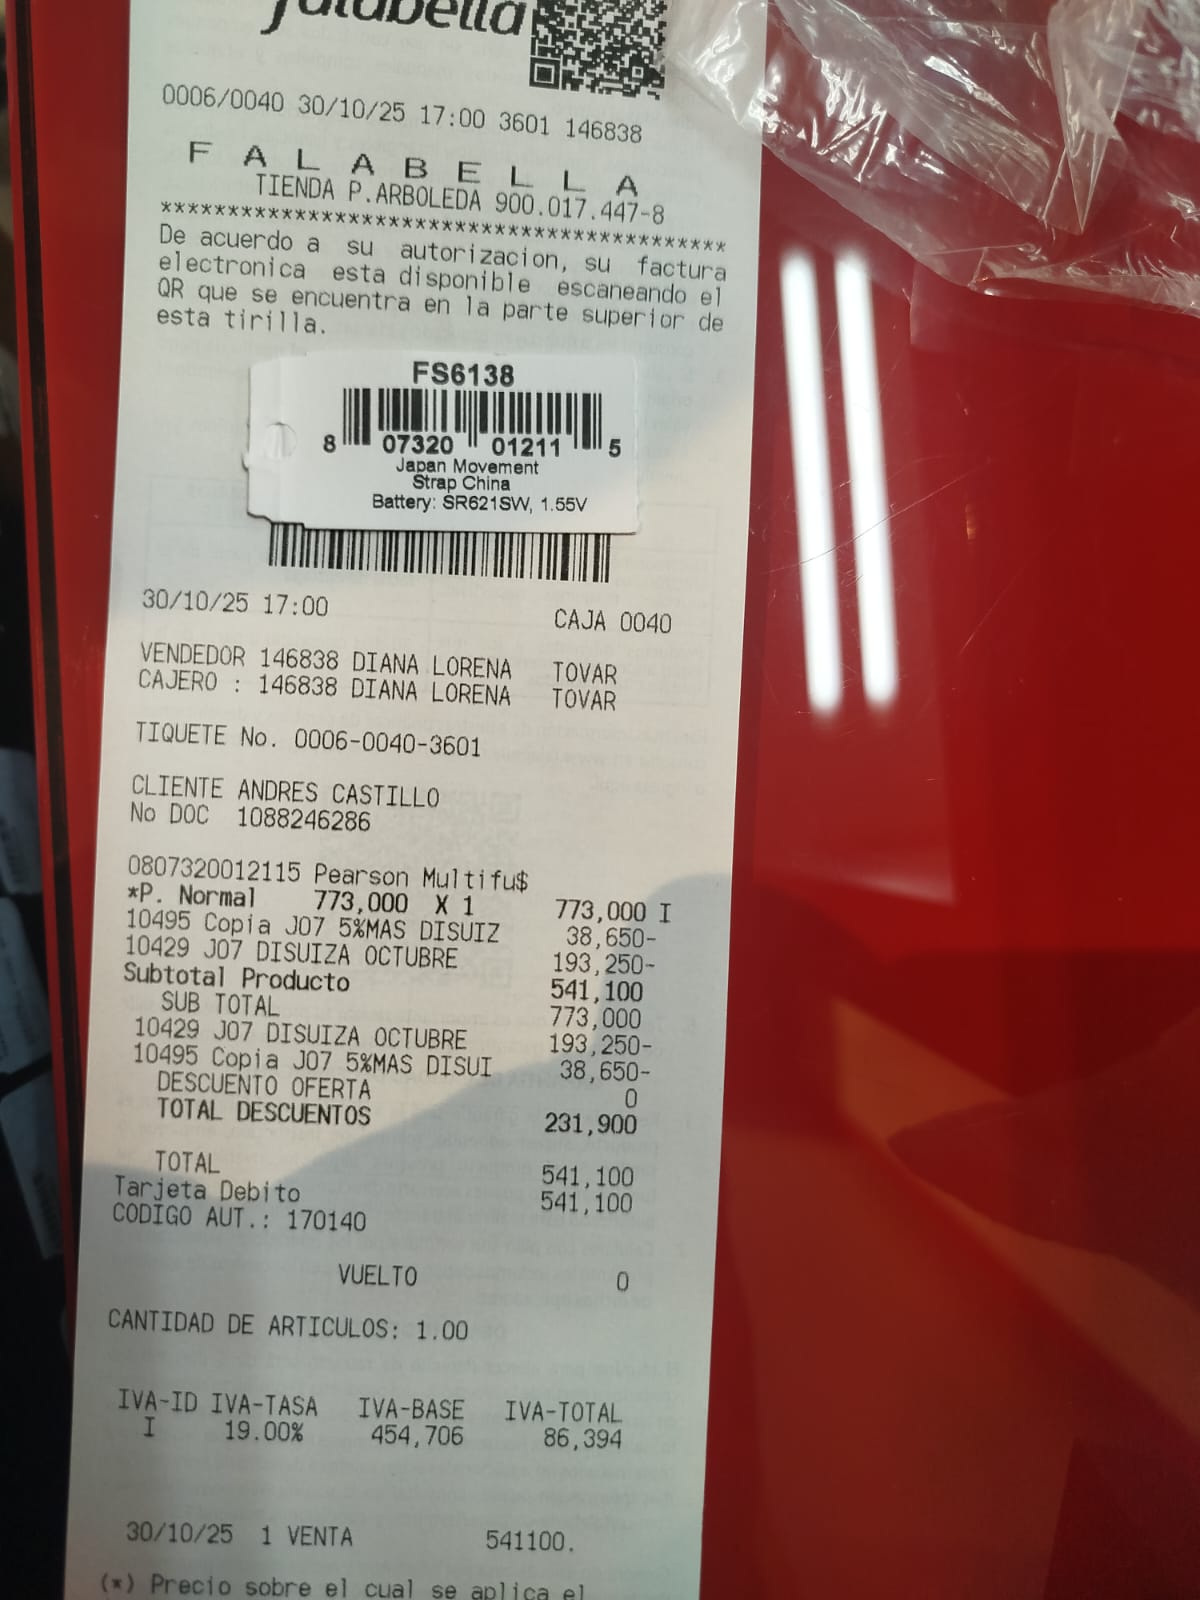 falabella
0006/0040 30/10/25 17:00 3601 146838
F A L A B E L L A
TIENDA P.ARBOLEDA 900.017.447-8
******************************************
De acuerdo a su autorizacion, su factura
electronica esta disponible escaneando el
QR que se encuentra en la parte superior de
esta tirilla.
FS6138
8 07320 01211 5
Japan Movement
Strap China
Battery: SR621SW, 1.55V
30/10/25 17:00 CAJA 0040
VENDEDOR 146838 DIANA LORENA TOVAR
CAJERO : 146838 DIANA LORENA TOVAR
TIQUETE No. 0006-0040-3601
CLIENTE ANDRES CASTILLO
No DOC 1088246286
0807320012115 Pearson Multifu$
*P. Normal 773,000 X 1 773,000 I
10495 Copia J07 5%MAS DISUIZ 38,650-
10429 J07 DISUIZA OCTUBRE 193,250-
Subtotal Producto 541,100
SUB TOTAL 773,000
10429 J07 DISUIZA OCTUBRE 193,250-
10495 Copia J07 5%MAS DISUI 38,650-
DESCUENTO OFERTA 0
TOTAL DESCUENTOS 231,900
TOTAL 541,100
Tarjeta Debito 541,100
CODIGO AUT.: 170140
VUELTO 0
CANTIDAD DE ARTICULOS: 1.00
IVA-ID IVA-TASA IVA-BASE IVA-TOTAL
I 19.00% 454,706 86,394
30/10/25 1 VENTA 541100.
(*) Precio sobre el cual se aplica el